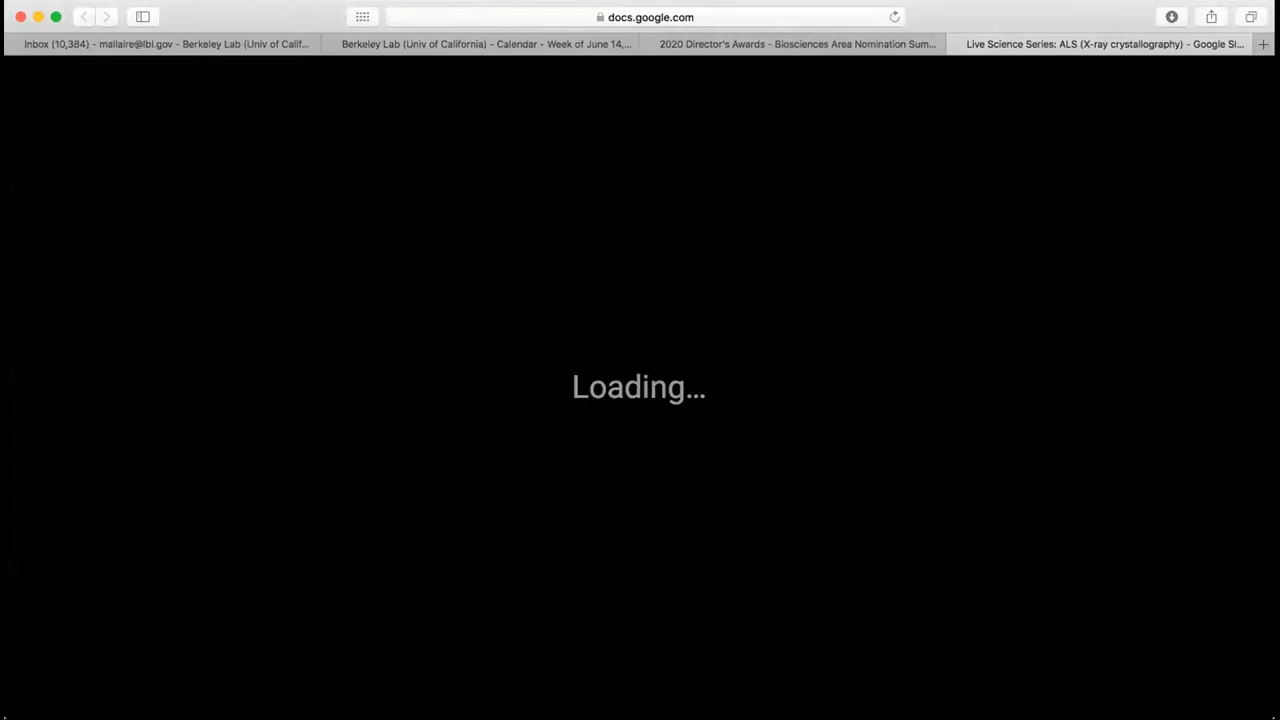 docs.google.com
Inbox (10,384) - mallaire@lbl.gov - Berkeley Lab (Univ of Calif...
Berkeley Lab (Univ of California) - Calendar - Week of June 14,...
2020 Director's Awards - Biosciences Area Nomination Sum...
Live Science Series: ALS (X-ray crystallography) - Google Sl...
Loading...